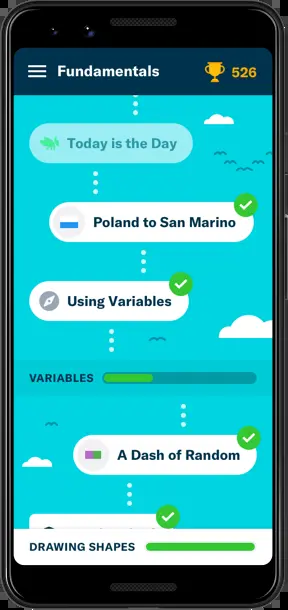 Fundamentals
526
Today is the Day
Poland to San Marino
Using Variables
VARIABLES
A Dash of Random
DRAWING SHAPES